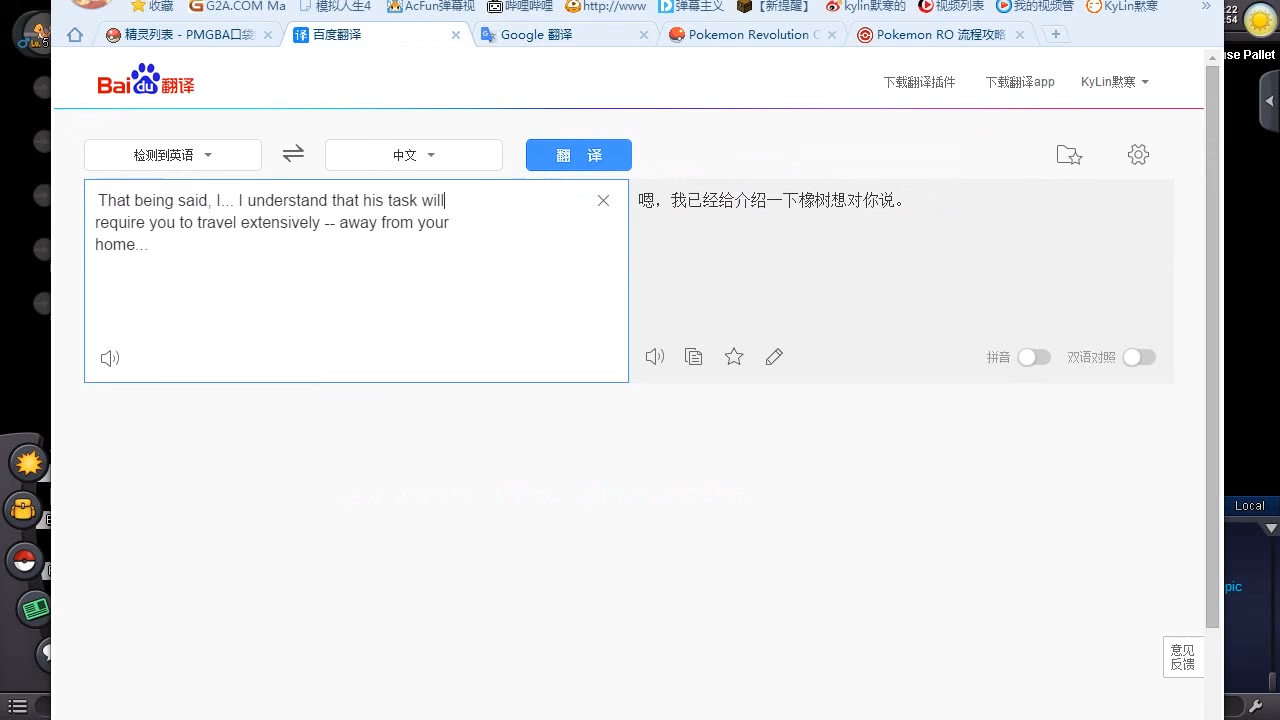 收藏 G2A.COM Ma 模拟人生4 AcFun弹幕视 哔哩哔哩 http://www 弹幕主义 【新提醒】 kylin默寒的 视频列表 我的视频管 KyLin默寒 »
精灵列表 - PMGBA口袋 百度翻译 Google 翻译 Pokemon Revolution Pokamon RO 流程攻略
Lv.5
use Pallet
Bai du 翻译 下载翻译插件 下载翻译app KyLin默寒
检测到英语 中文 翻 译
That being said, I... I understand that his task will
require you to travel extensively -- away from your
home...
嗯，我已经给介绍一下橡树想对你说。
拼音 双语对照
Local
pic
意见
反馈